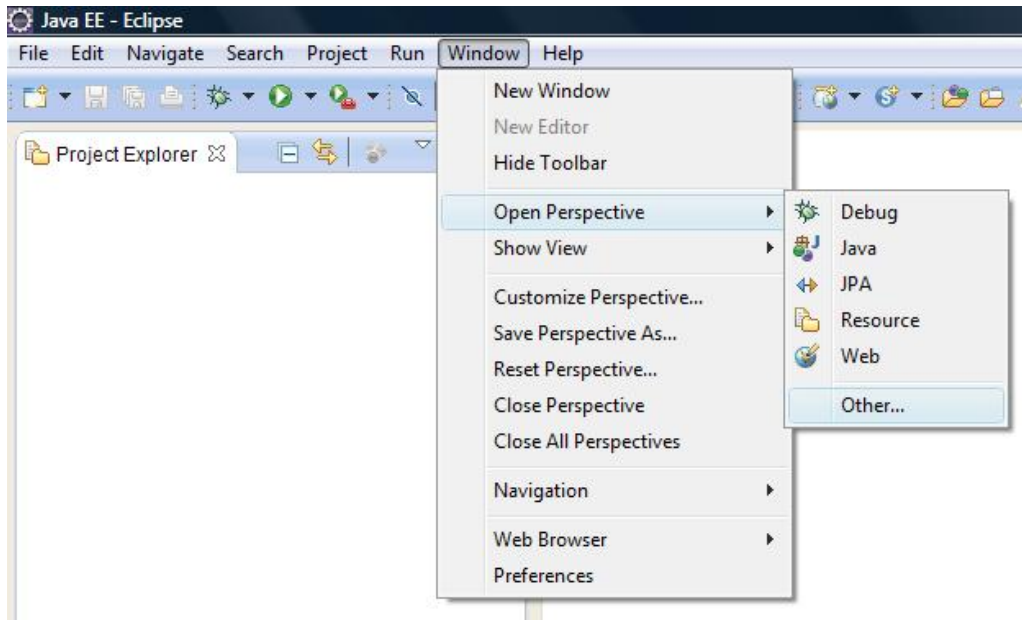 Java EE - Eclipse
File Edit Navigate Search Project Run Window Help
Project Explorer
New Window
New Editor
Hide Toolbar
Open Perspective
Show View
Customize Perspective...
Save Perspective As...
Reset Perspective...
Close Perspective
Close All Perspectives
Navigation
Web Browser
Preferences
Debug
Java
JPA
Resource
Web
Other...